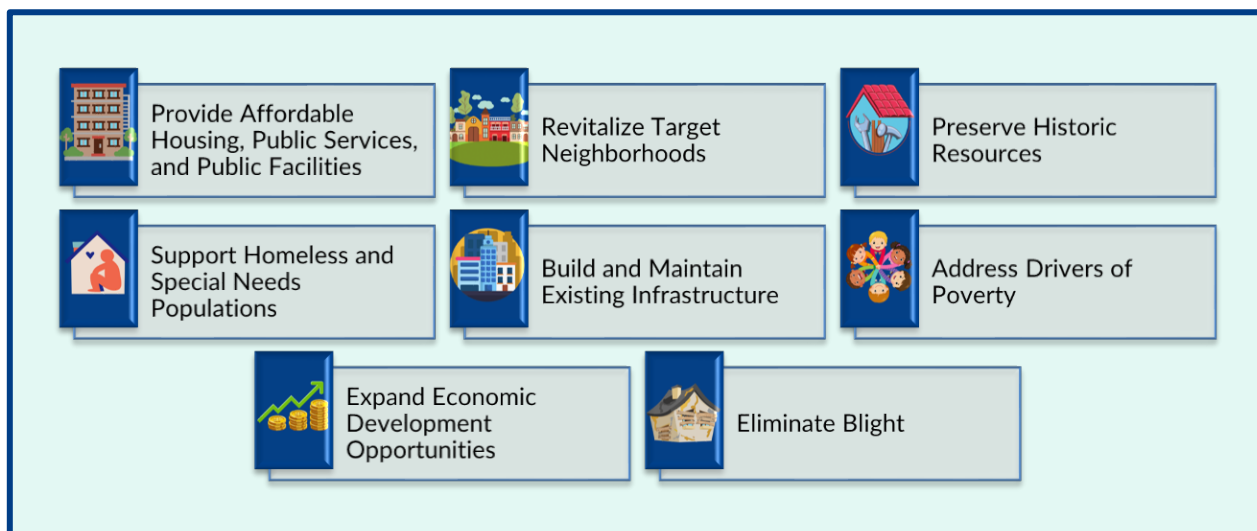 Provide Affordable
Housing, Public Services,
and Public Facilities
Revitalize Target
Neighborhoods
Preserve Historic
Resources
Support Homeless and
Special Needs
Populations
Build and Maintain
Existing Infrastructure
Address Drivers of
Poverty
Expand Economic
Development
Opportunities
Eliminate Blight